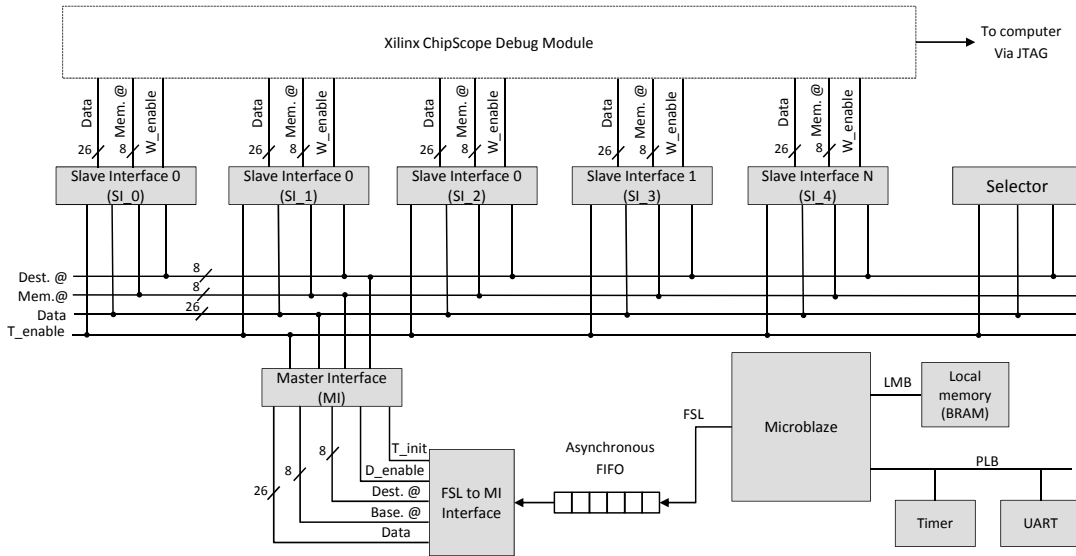 Xilinx ChipScope Debug Module
To computer
Via JTAG
Data
Mem. @
W_enable
26
8
Data
Mem. @
W_enable
26
8
Data
Mem. @
W_enable
26
8
Data
Mem. @
W_enable
26
8
Data
Mem. @
W_enable
26
8
Slave Interface 0
(SI_0)
Slave Interface 0
(SI_1)
Slave Interface 0
(SI_2)
Slave Interface 1
(SI_3)
Slave Interface N
(SI_4)
Selector
Dest. @
8
Mem.@
8
Data
26
T_enable
Master Interface
(MI)
T_init
8
D_enable
8
26
Dest. @
Base. @
Data
FSL to MI
Interface
Asynchronous
FIFO
FSL
Microblaze
LMB
Local
memory
(BRAM)
PLB
Timer
UART